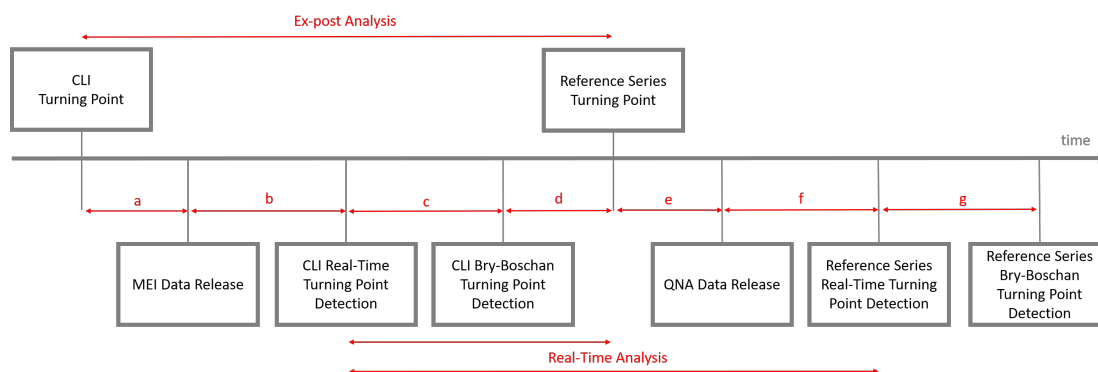 Ex-post Analysis
CLI
Turning Point
Reference Series
Turning Point
time
a
b
c
d
e
f
g
MEI Data Release
CLI Real-Time
Turning Point
Detection
CLI Bry-Boschan
Turning Point
Detection
QNA Data Release
Reference Series
Real-Time Turning
Point Detection
Reference Series
Bry-Boschan
Turning Point
Detection
Real-Time Analysis